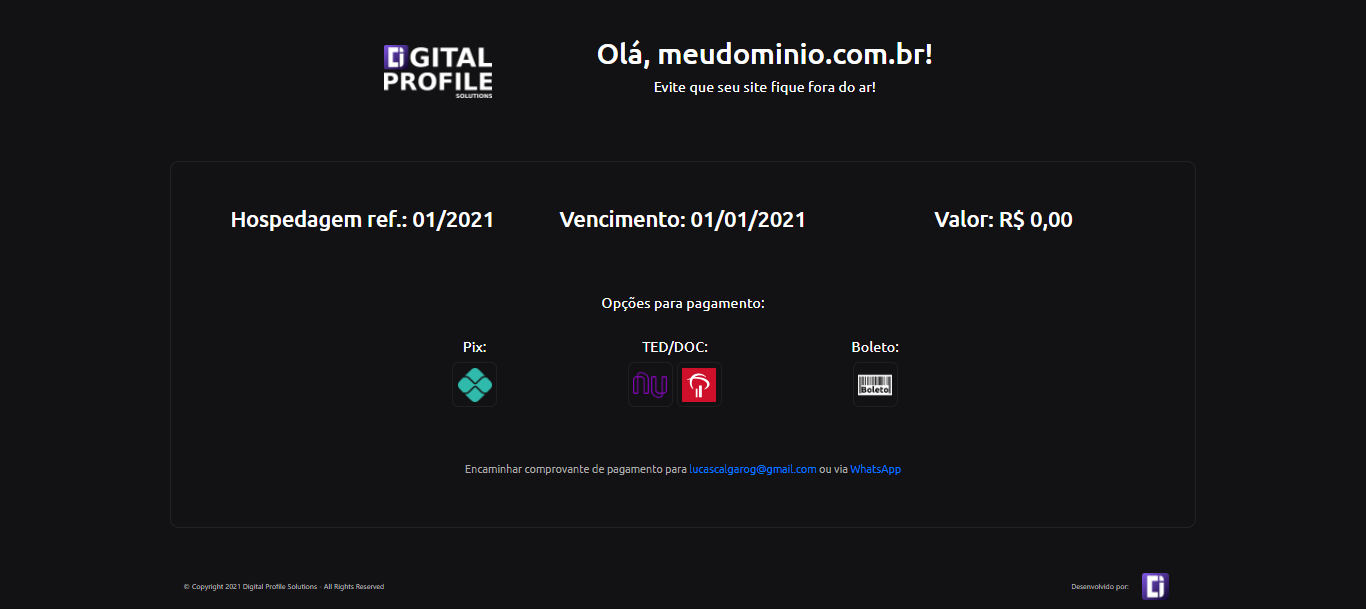 DiGITAL
PROFILE
SOLUTIONS
Olá, meudominio.com.br!
Evite que seu site fique fora do ar!
Hospedagem ref.: 01/2021 Vencimento: 01/01/2021 Valor: R$ 0,00
Opções para pagamento:
Pix: TED/DOC: Boleto:
nu Boleto
Encaminhar comprovante de pagamento para lucascalgarog@gmail.com ou via WhatsApp
© Copyright 2021 Digital Profile Solutions - All Rights Reserved Desenvolvido por: